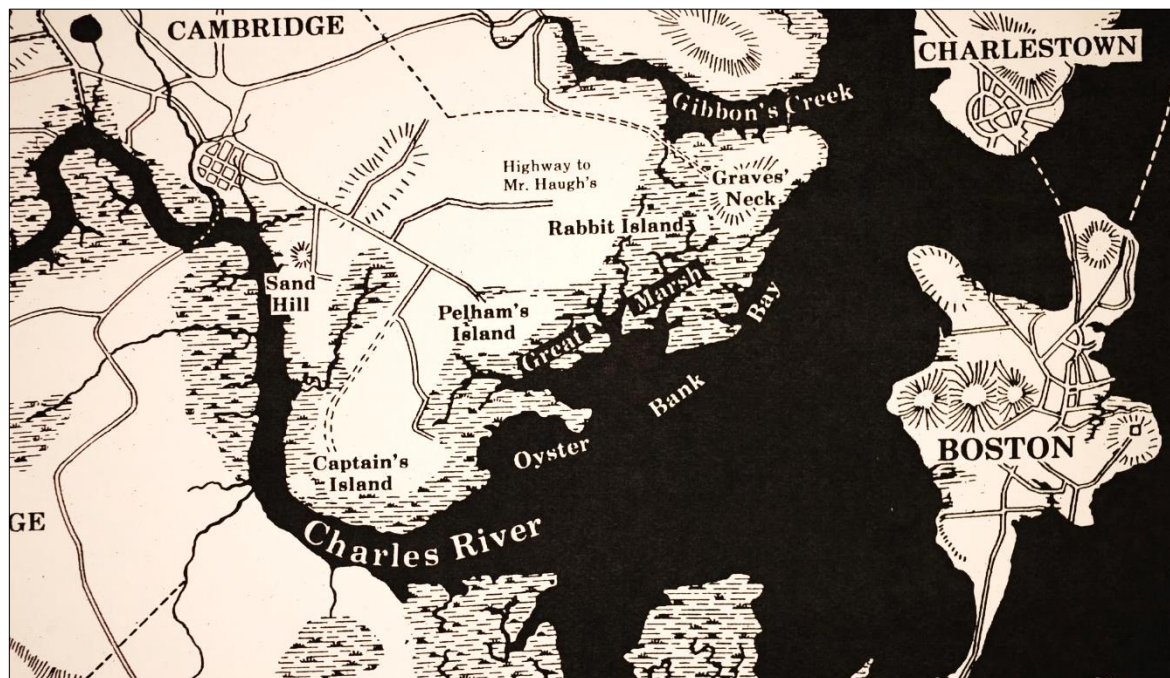 CAMBRIDGE
CHARLESTOWN
Gibbon's Creek
Highway to
Mr. Haugh's
Graves'
Neck
Rabbit Island
Sand
Hill
Pelham's
Island
Great Marsh
Oyster Bank Bay
BOSTON
Captain's
Island
GE
Charles River